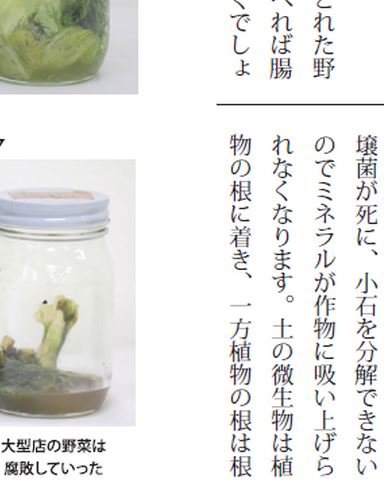 とれた野
べれば腸
くでしょ
壌菌が死に、小石を分解できない
のでミネラルが作物に吸い上げら
れなくなります。土の微生物は植
物の根に着き、一方植物の根は根
大型店の野菜は
腐敗していった